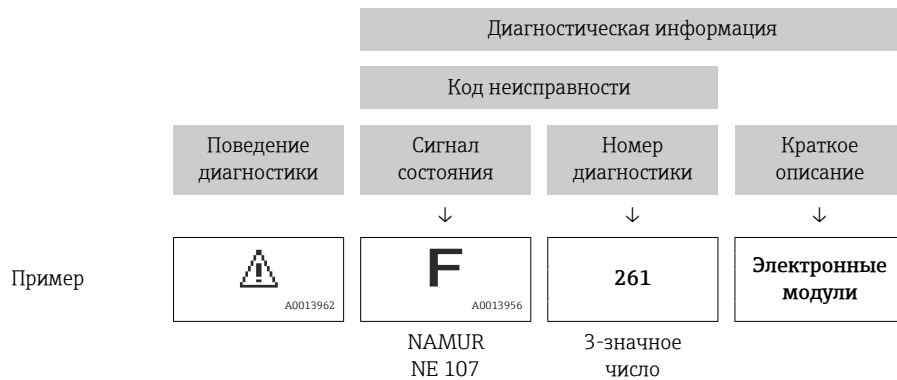 Диагностическая информация
Код неисправности
Поведение
диагностики
Сигнал
состояния
Номер
диагностики
Краткое
описание
↓ ↓ ↓
Пример
A0013962
F
A0013956
261
Электронные
модули
NAMUR
NE 107
3-значное
число